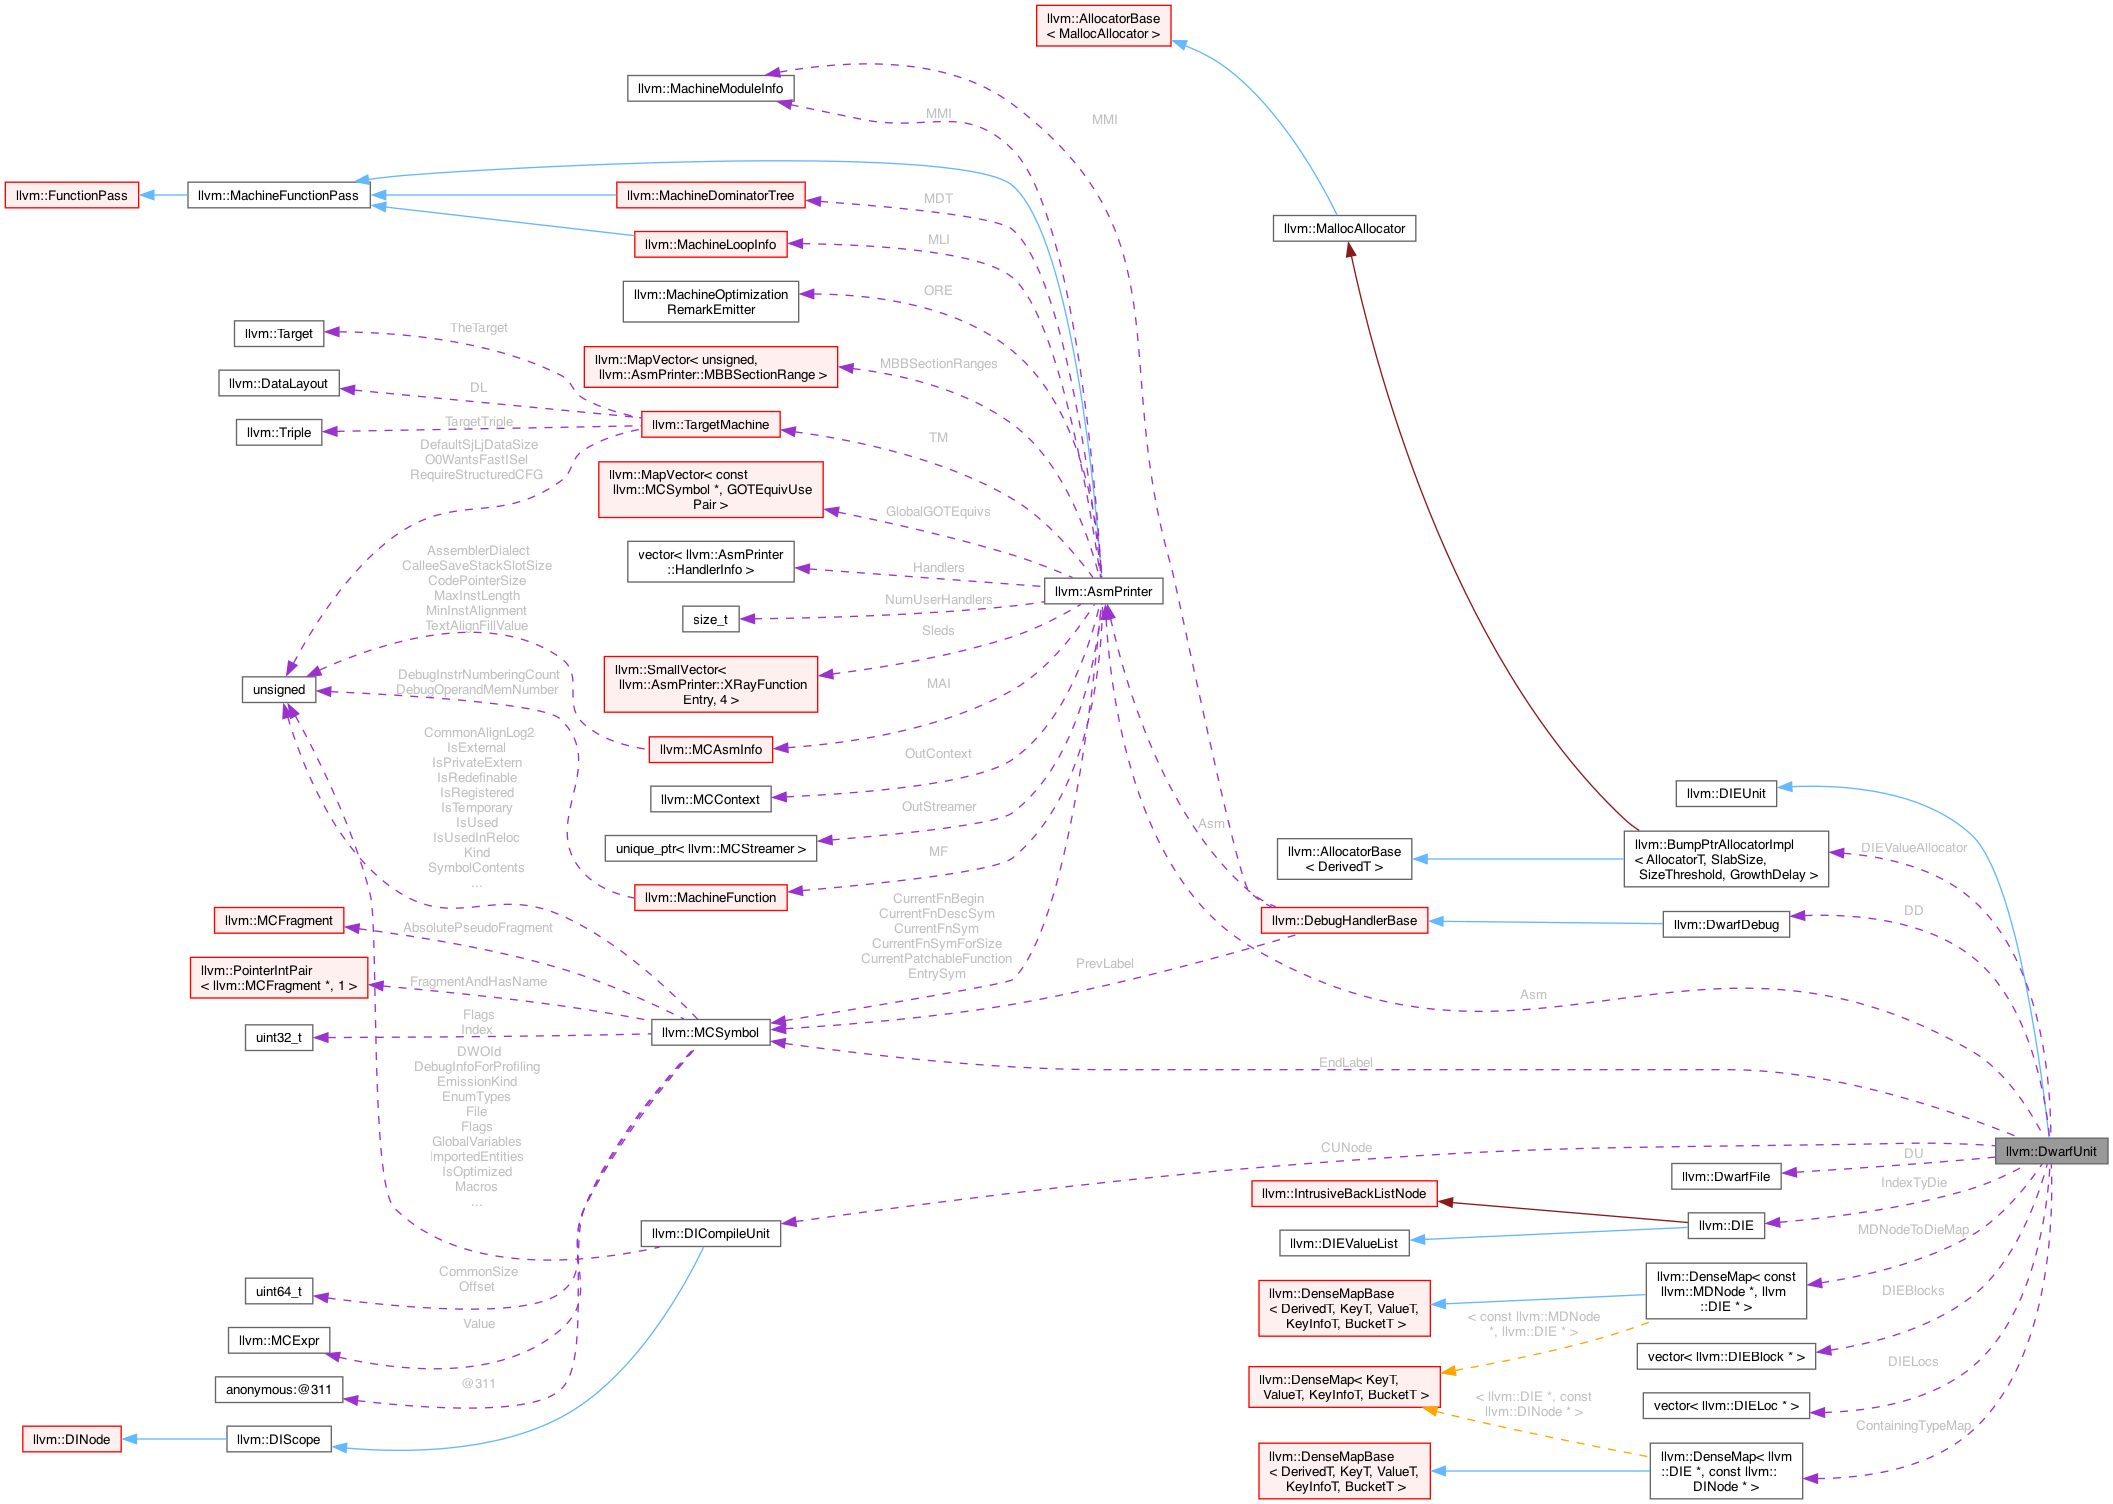 llvm::AllocatorBase
< MallocAllocator >
llvm::MachineModuleInfo
MMI
MMI
llvm::FunctionPass
llvm::MachineFunctionPass
llvm::MachineDominatorTree
MDT
llvm::MallocAllocator
llvm::MachineLoopInfo
MLI
llvm::MachineOptimization
RemarkEmitter
ORE
llvm::Target
TheTarget
llvm::MapVector< unsigned,
llvm::AsmPrinter::MBBSectionRange >
MBBSectionRanges
llvm::DataLayout
DL
llvm::Triple
TargetTriple
llvm::TargetMachine
TM
DefaultSjLjDataSize
O0WantsFastISel
RequireStructuredCFG
llvm::MapVector< const
llvm::MCSymbol *, GOTEquivUse
Pair >
GlobalGOTEquivs
vector< llvm::AsmPrinter
::HandlerInfo >
Handlers
llvm::AsmPrinter
AssemblerDialect
CalleeSaveStackSlotSize
CodePointerSize
MaxInstLength
MinInstAlignment
TextAlignFillValue
size_t
NumUserHandlers
Sleds
llvm::SmallVector<
llvm::AsmPrinter::XRayFunction
Entry, 4 >
MAI
unsigned
DebugInstrNumberingCount
DebugOperandMemNumber
llvm::MCAsmInfo
OutContext
llvm::MCContext
llvm::DIEUnit
CommonAlignLog2
IsExternal
IsPrivateExtern
IsRedefinable
IsRegistered
IsTemporary
IsUsed
IsUsedInReloc
Kind
SymbolContents
...
OutStreamer
unique_ptr< llvm::MCStreamer >
Asm
MF
llvm::AllocatorBase
< DerivedT >
llvm::BumpPtrAllocatorImpl
< AllocatorT, SlabSize,
SizeThreshold, GrowthDelay >
DIEValueAllocator
llvm::MachineFunction
CurrentFnBegin
CurrentFnDescSym
CurrentFnSym
CurrentFnSymForSize
CurrentPatchableFunction
EntrySym
llvm::DebugHandlerBase
llvm::DwarfDebug
DD
llvm::MCFragment
AbsolutePseudoFragment
PrevLabel
llvm::PointerIntPair
< llvm::MCFragment *, 1 >
FragmentAndHasName
Asm
uint32_t
Flags
Index
llvm::MCSymbol
EndLabel
DWOId
DebugInfoForProfiling
EmissionKind
EnumTypes
File
Flags
GlobalVariables
ImportedEntities
IsOptimized
Macros
...
CUNode
llvm::DwarfUnit
DU
llvm::DwarfFile
IndexTyDie
llvm::IntrusiveBackListNode
llvm::DIE
llvm::DICompileUnit
llvm::DIEValueList
MDNodeToDieMap
uint64_t
CommonSize
Offset
llvm::DenseMapBase
< DerivedT, KeyT, ValueT,
KeyInfoT, BucketT >
llvm::DenseMap< const
llvm::MDNode *, llvm
::DIE * >
DIEBlocks
llvm::MCExpr
Value
< const llvm::MDNode
*, llvm::DIE * >
vector< llvm::DIEBlock * >
DIELocs
anonymous:@311
@311
llvm::DenseMap< KeyT,
ValueT, KeyInfoT, BucketT >
< llvm::DIE *, const
llvm::DINode * >
vector< llvm::DIELoc * >
ContainingTypeMap
llvm::DINode
llvm::DIScope
llvm::DenseMapBase
< DerivedT, KeyT, ValueT,
KeyInfoT, BucketT >
llvm::DenseMap< llvm
::DIE *, const llvm::
DINode * >